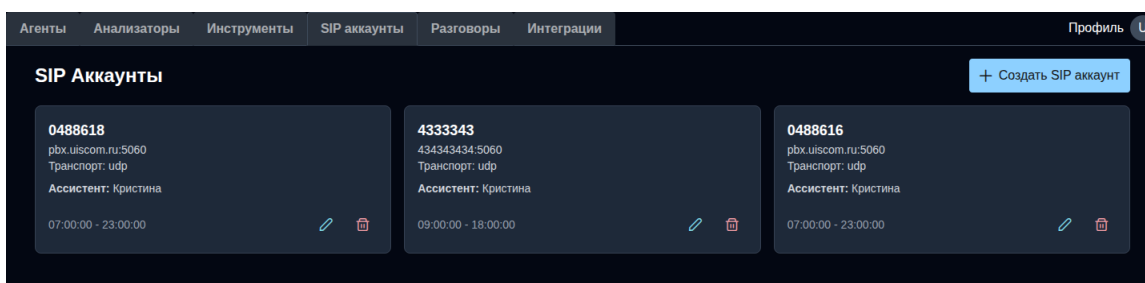 Агенты Анализаторы Инструменты SIP аккаунты Разговоры Интеграции Профиль U
SIP Аккаунты
+ Создать SIP аккаунт
0488618
pbx.uiscom.ru:5060
Транспорт: udp
Ассистент: Кристина
07:00:00 - 23:00:00
4333343
434343434:5060
Транспорт: udp
Ассистент: Кристина
09:00:00 - 18:00:00
0488616
pbx.uiscom.ru:5060
Транспорт: udp
Ассистент: Кристина
07:00:00 - 23:00:00